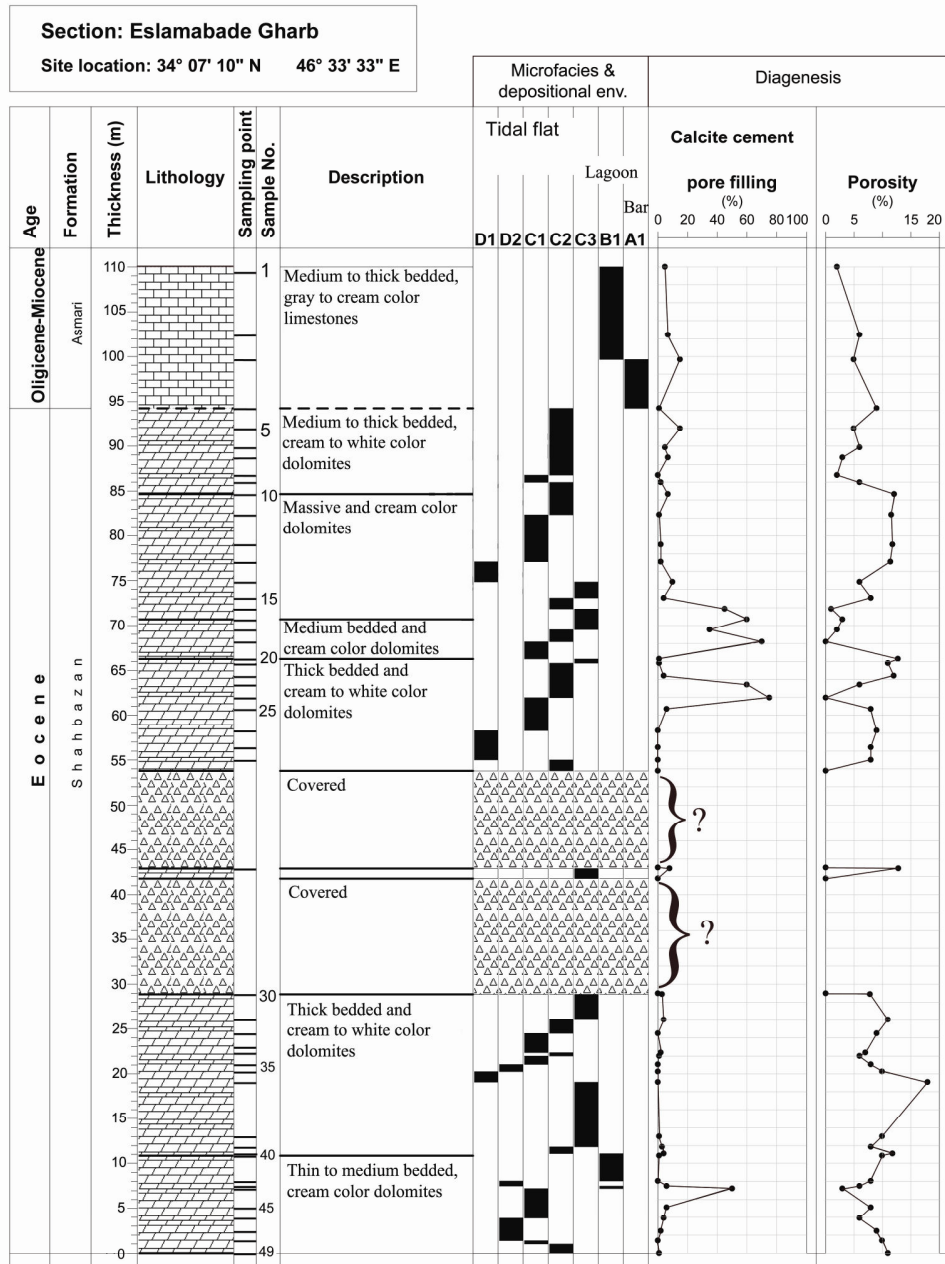 Section: Eslamabade Gharb
Site location: 34° 07' 10" N 46° 33' 33" E
Microfacies &
depositional env.
Diagenesis
Age
Formation
Thickness (m)
Lithology
Sampling point
Sample No.
Description
Tidal flat
Lagoon
Bar
D1 D2 C1 C2 C3 B1 A1
Calcite cement
pore filling
(%)
0 20 40 60 80 100
Porosity
(%)
0 5 15 20
Oligicene-Miocene
Asmari
Eocene
Shahbazan
110
105
100
95
90
85
80
75
70
65
60
55
50
45
40
35
30
25
20
15
10
5
0
1
5
10
15
20
25
30
35
40
45
49
Medium to thick bedded,
gray to cream color
limestones
Medium to thick bedded,
cream to white color
dolomites
Massive and cream color
dolomites
Medium bedded and
cream color dolomites
Thick bedded and
cream to white color
dolomites
Covered
?
Covered
?
Thick bedded and
cream to white color
dolomites
Thin to medium bedded,
cream color dolomites